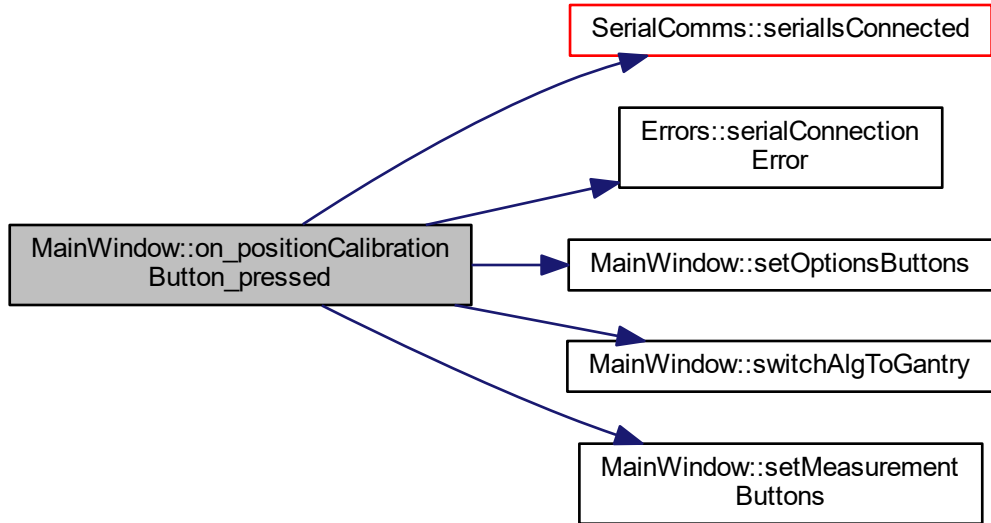 SerialComms::serialIsConnected
Errors::serialConnection
Error
MainWindow::on_positionCalibration
Button_pressed
MainWindow::setOptionsButtons
MainWindow::switchAlgToGantry
MainWindow::setMeasurement
Buttons